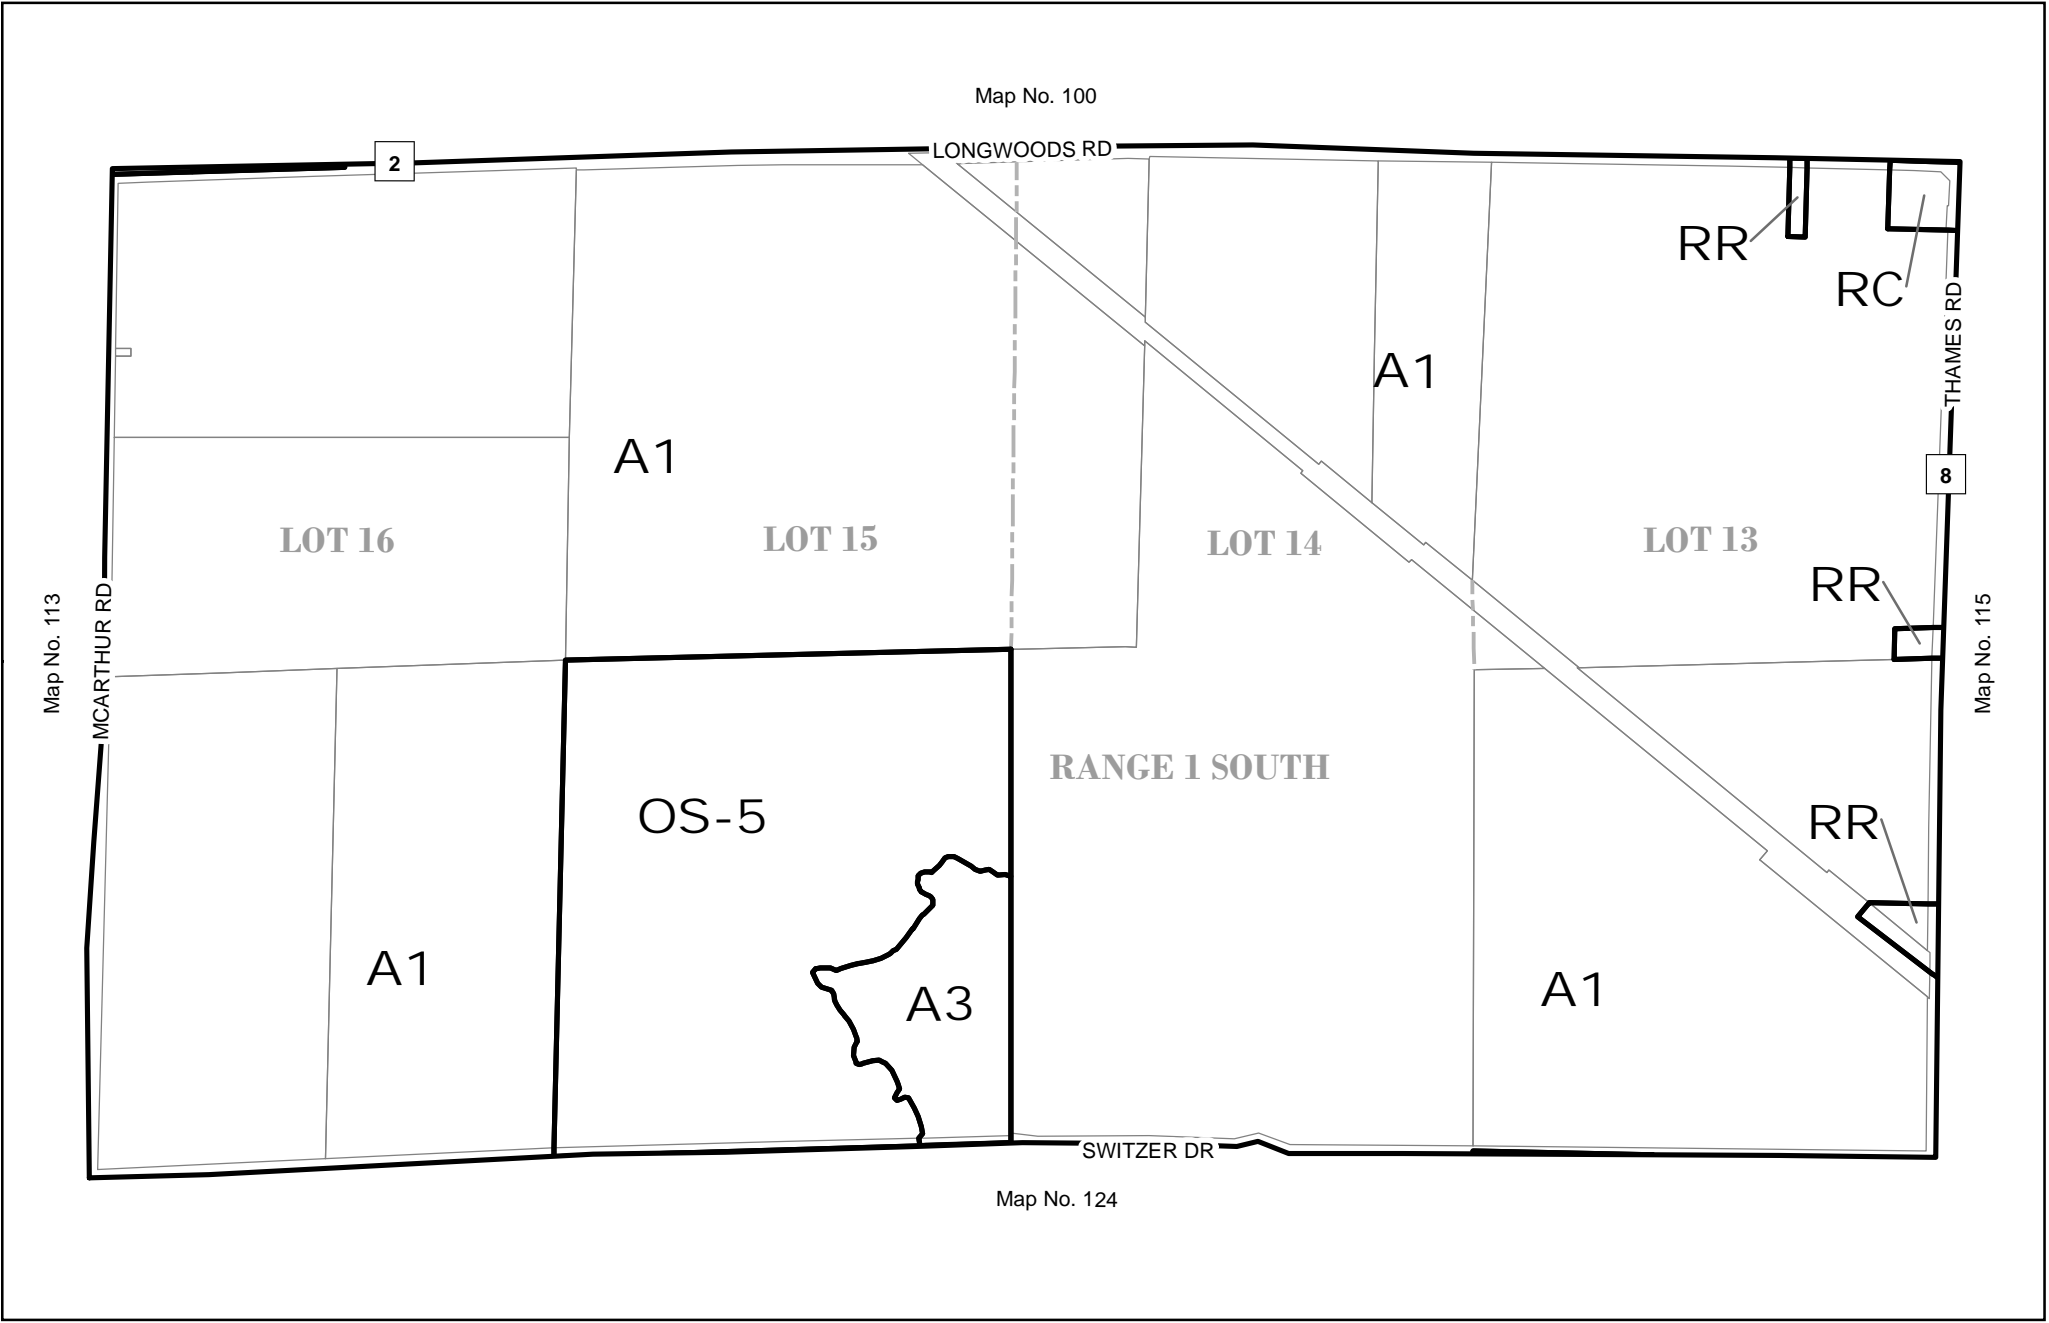 Map No. 100
LONGWOODS RD
2
RR
RC
THAMES RD
A1
A1
8
LOT 16
LOT 15
LOT 14
LOT 13
RR
Map No. 113
MCARTHUR RD
Map No. 115
RANGE 1 SOUTH
OS-5
RR
A1
A3
A1
SWITZER DR
Map No. 124